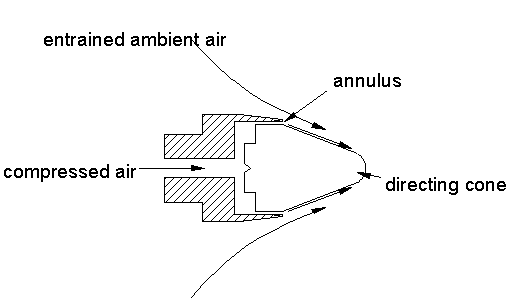 entrained ambient air
annulus
compressed air
directing cone